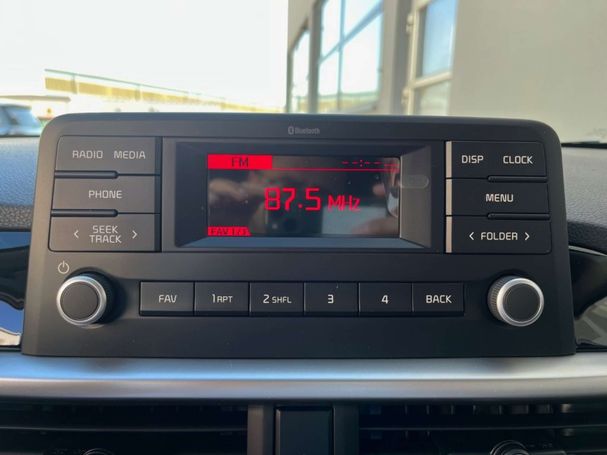 Bluetooth
RADIO MEDIA
FM --:--
DISP CLOCK
PHONE
87.5 MHz
MENU
< SEEK >
TRACK
FAV 1/3
< FOLDER >
FAV
1 RPT
2 SHFL
3
4
BACK